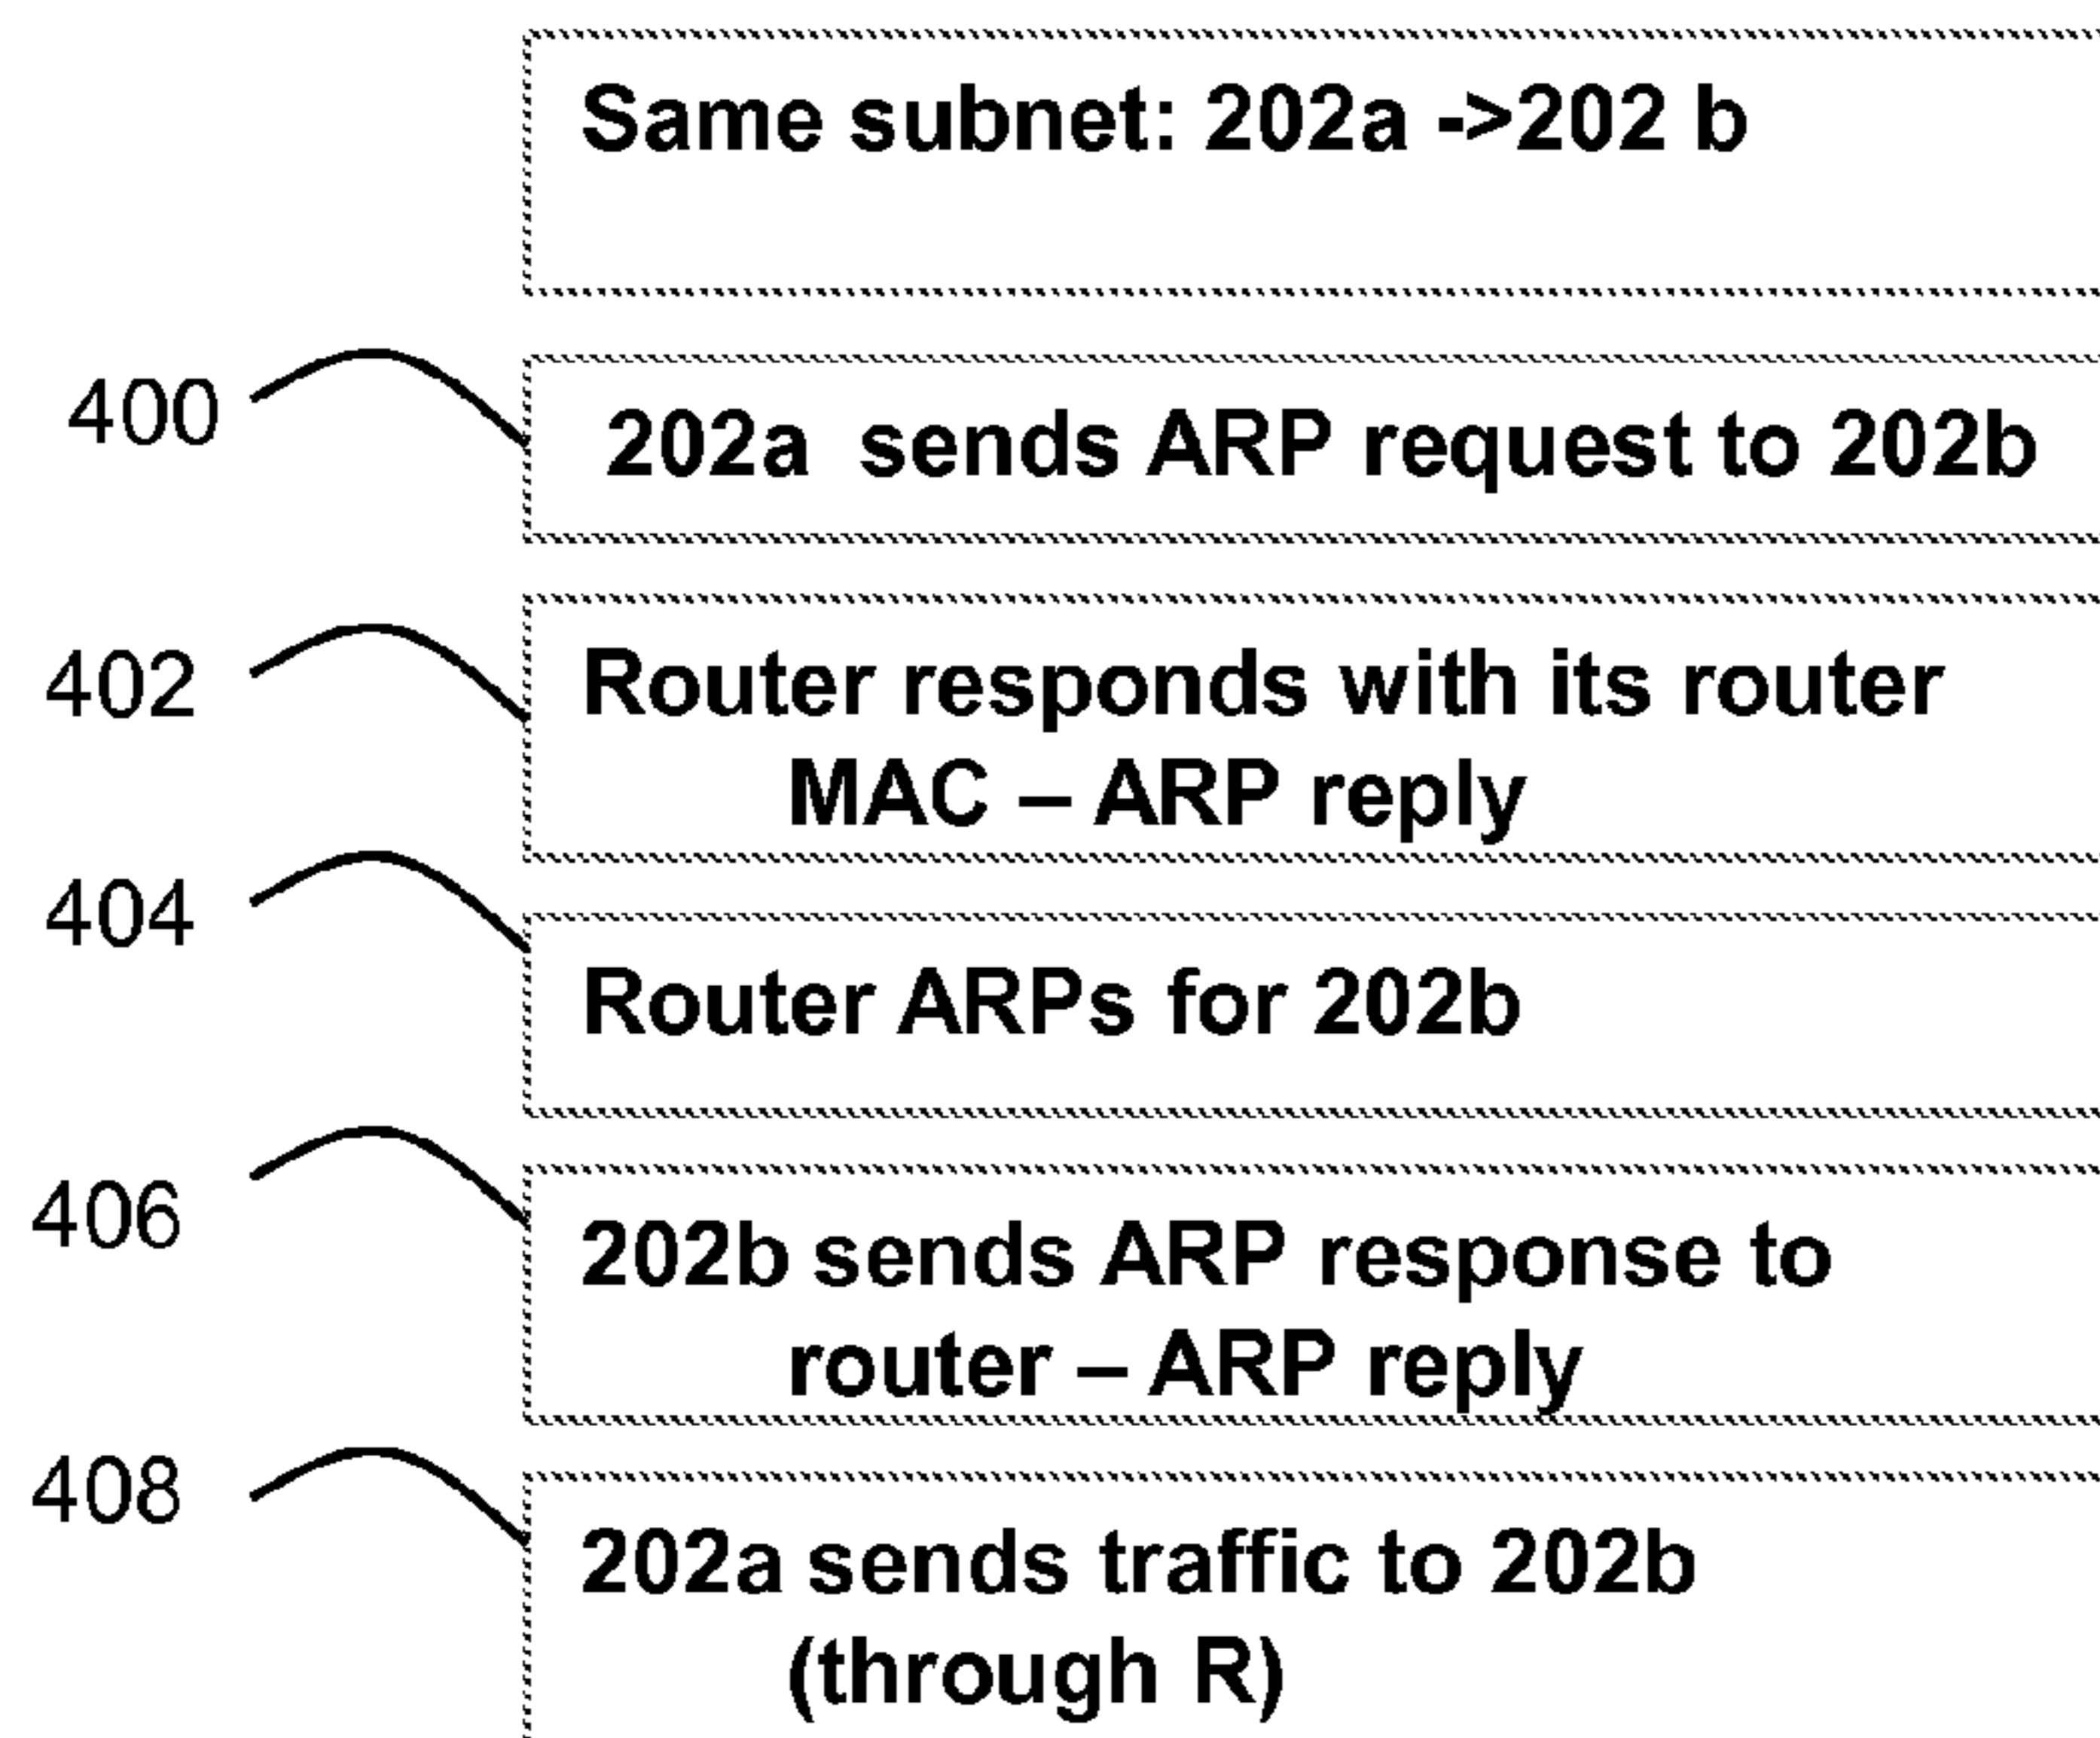 Same subnet: 202a ->202 b
400
202a sends ARP request to 202b
402
Router responds with its router
MAC – ARP reply
404
Router ARPs for 202b
406
202b sends ARP response to
router – ARP reply
408
202a sends traffic to 202b
(through R)